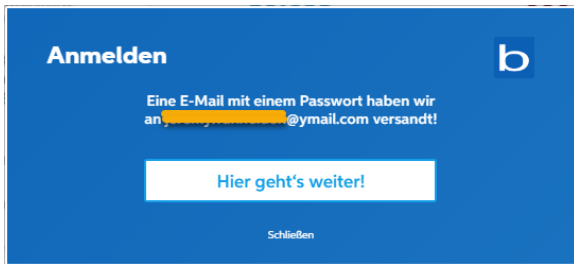 Anmelden
b
Eine E-Mail mit einem Passwort haben wir
an @ymail.com versandt!
Hier geht's weiter!
Schließen